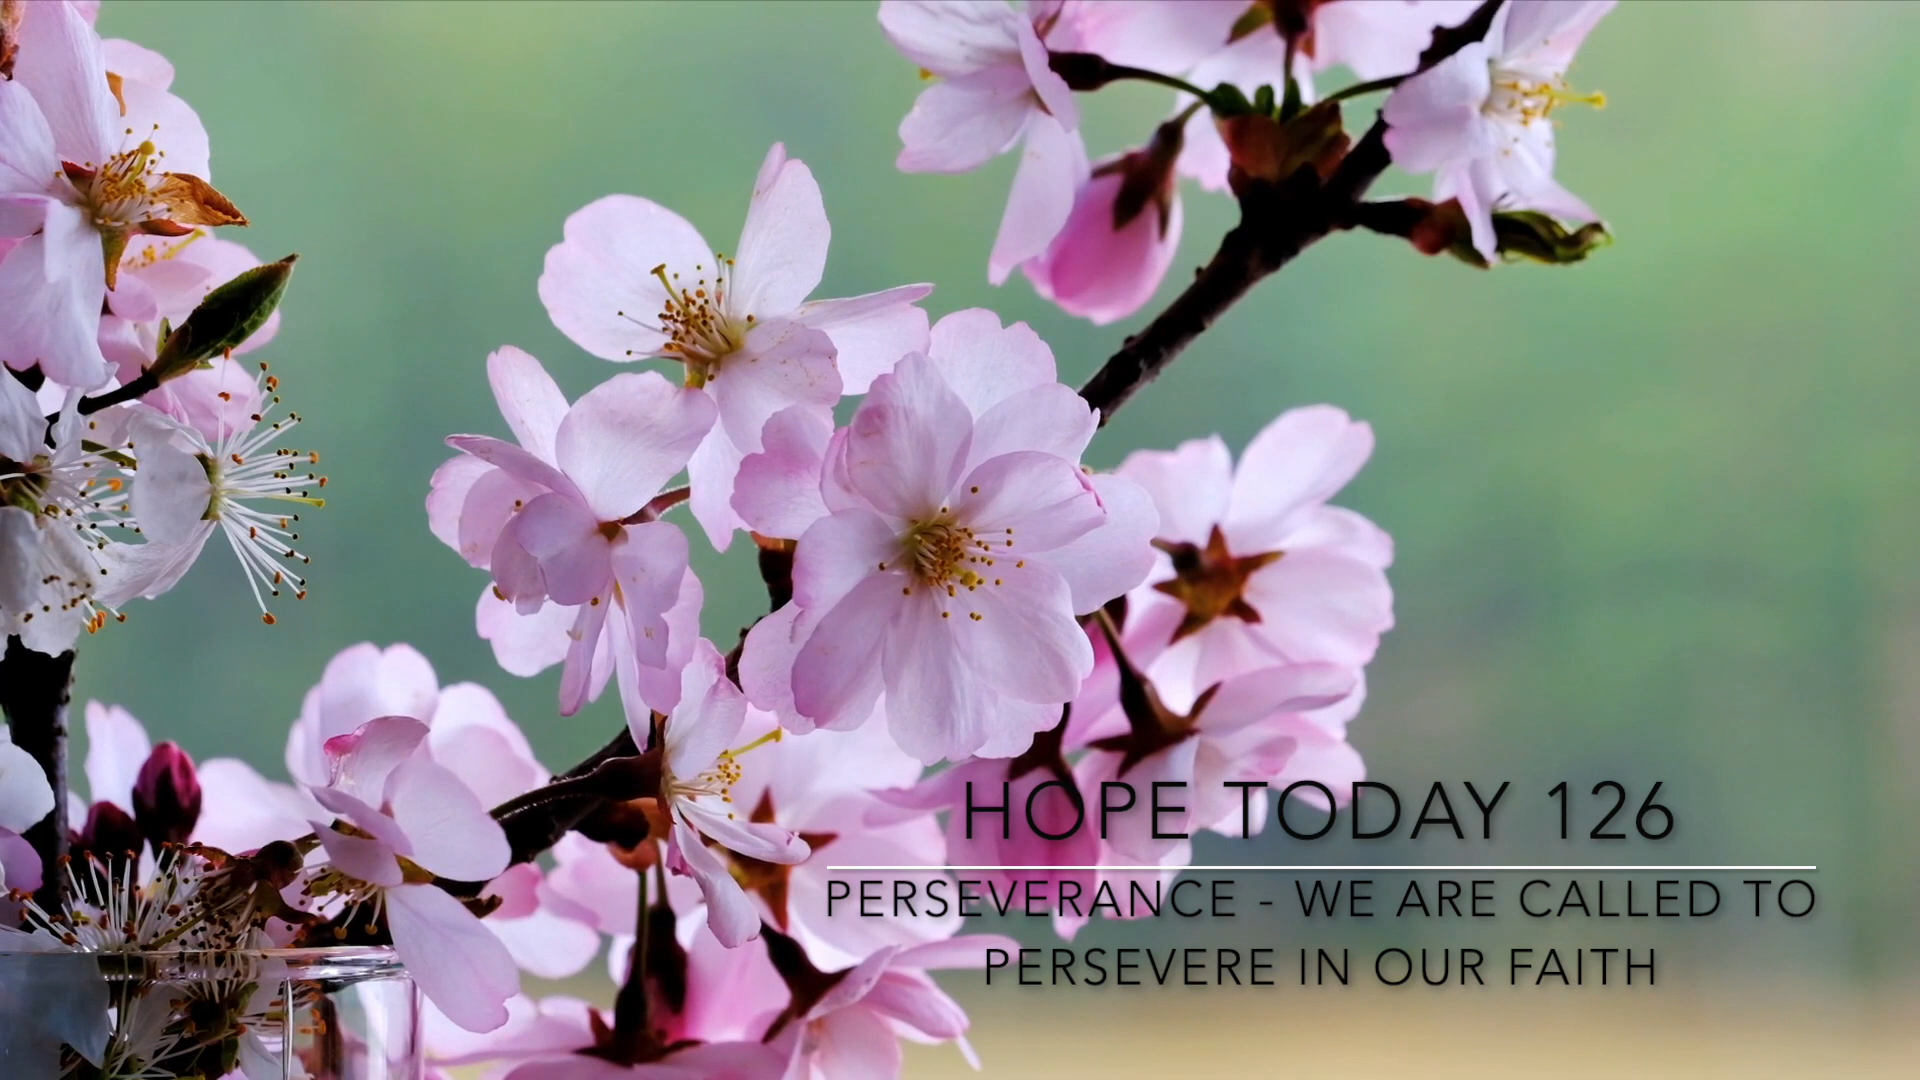 HOPE TODAY 126
PERSEVERANCE - WE ARE CALLED TO
PERSEVERE IN OUR FAITH